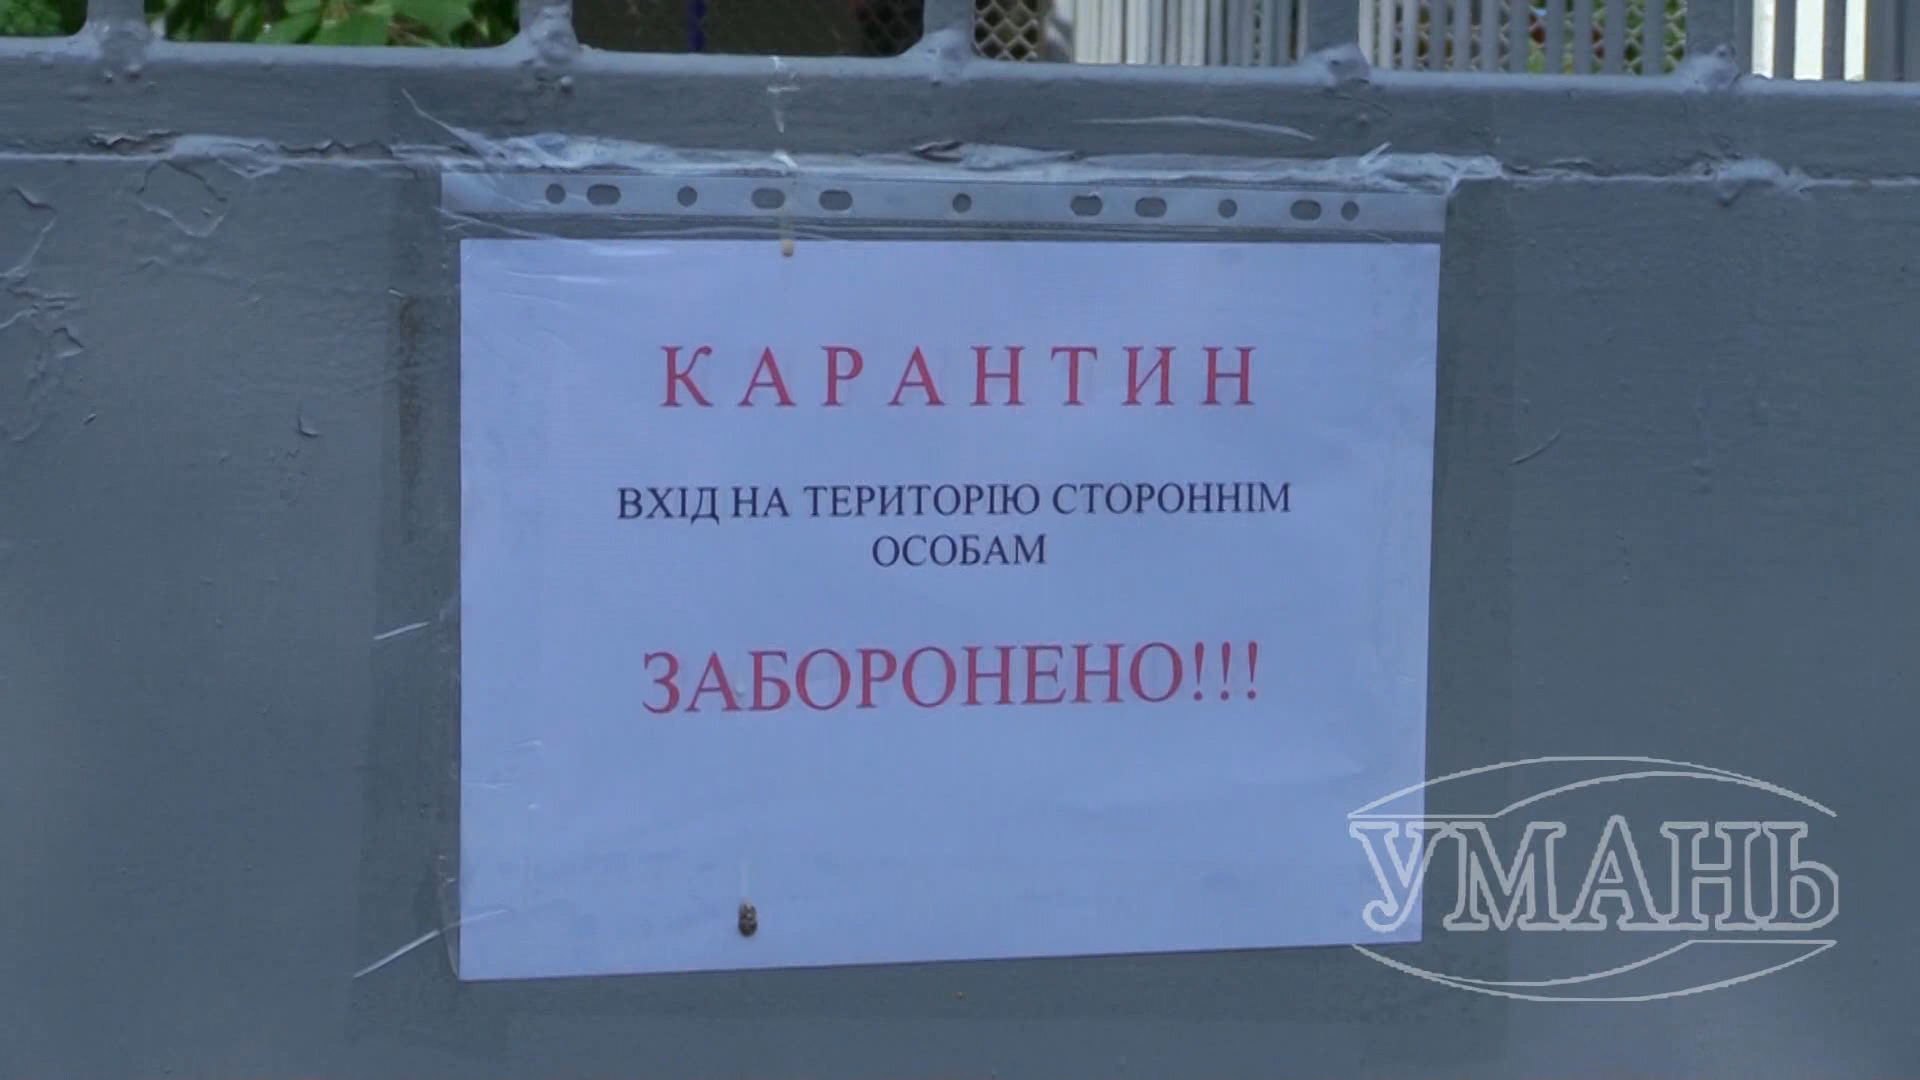 КАРАНТИН
ВХІД НА ТЕРИТОРІЮ СТОРОННІМ
ОСОБАМ
ЗАБОРОНЕНО!!!
УМАНЬ